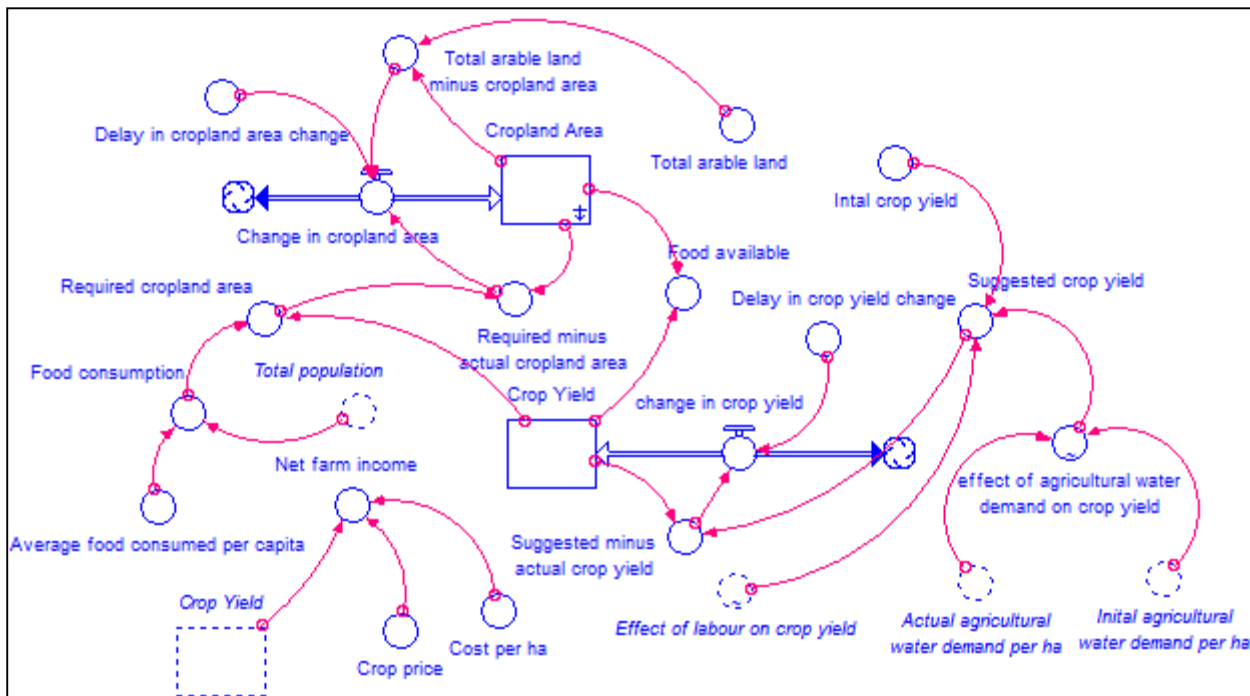 Total arable land
minus cropland area
Delay in cropland area change
Cropland Area
Total arable land
Intal crop yield
Change in cropland area
Food available
Required cropland area
Delay in crop yield change
Suggested crop yield
Required minus
actual cropland area
Food consumption
Total population
Crop Yield
change in crop yield
Net farm income
effect of agricultural water
demand on crop yield
Average food consumed per capita
Suggested minus
actual crop yield
Crop Yield
Effect of labour on crop yield
Actual agricultural
water demand per ha
Inital agricultural
water demand per ha
Cost per ha
Crop price